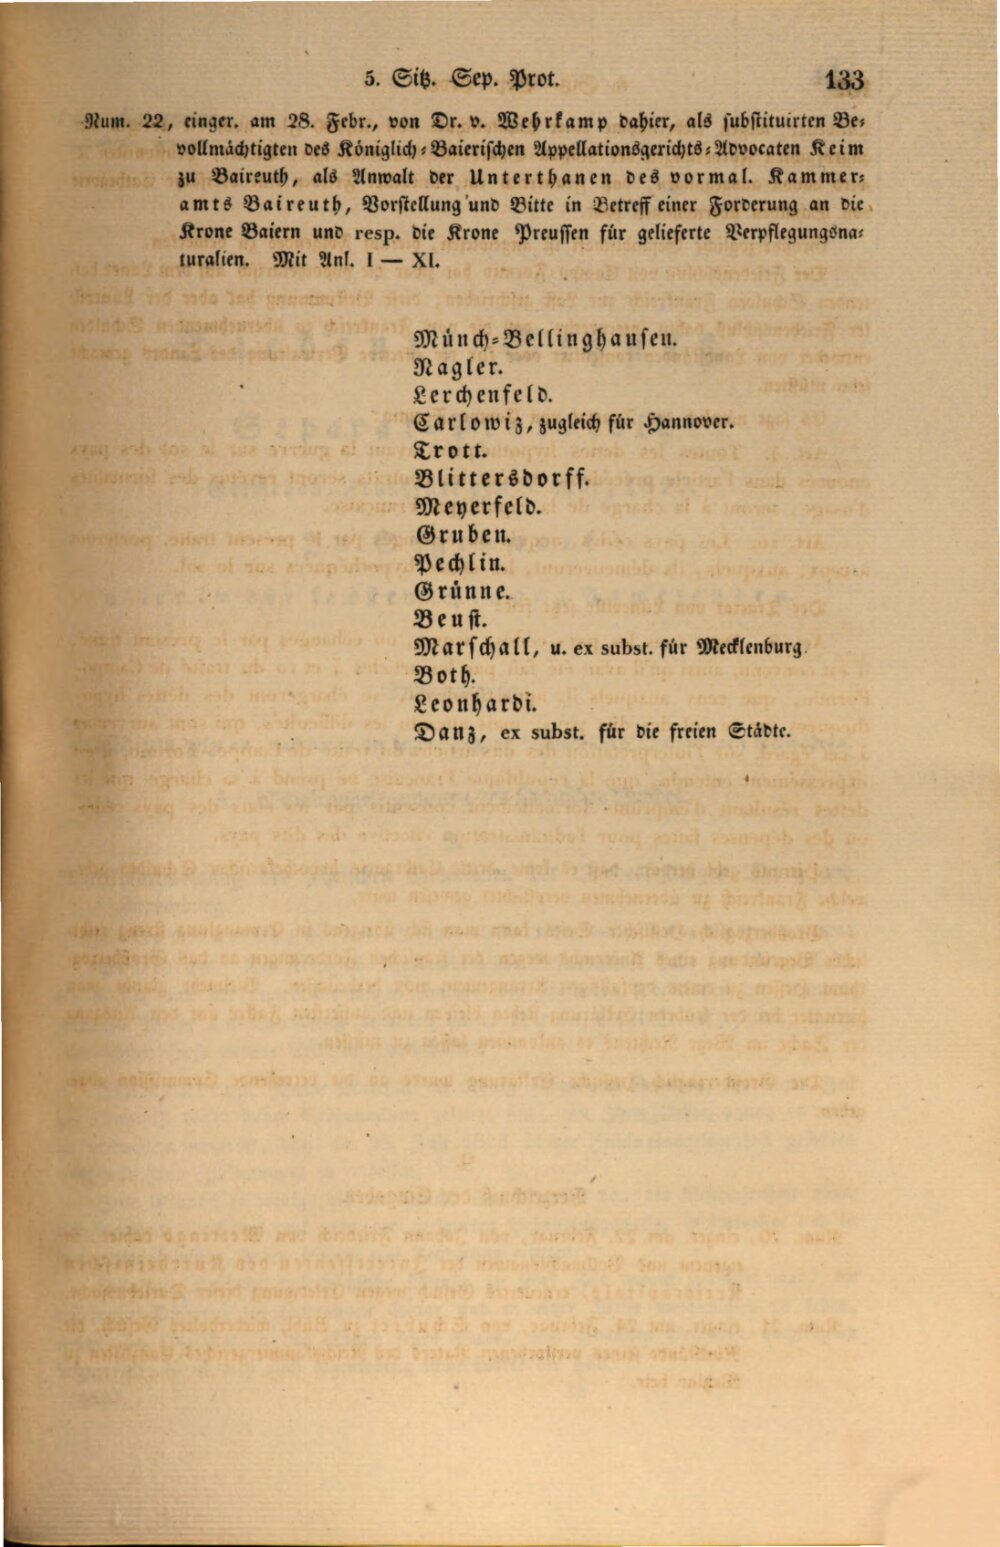 5. Sitz. Sep. Prot. 133
Num. 22, einger. am 28. Febr., von Dr. v. Wehrkamp dahier, als substituirten Be-
vollmächtigten des Königlich-Baierischen Appellationsgerichts-Advocaten Keim
zu Baireuth, als Anwalt der Unterthanen des vormal. Kammer-
amts Baireuth, Vorstellung und Bitte in Betreff einer Forderung an die
Krone Baiern und resp. die Krone Preussen für gelieferte Verpflegungsna-
turalien. Mit Anl. I — XI.
Münch-Bellinghausen.
Nagler.
Lerchenfeld.
Carlowiz, zugleich für Hannover.
Trott.
Blittersdorff.
Meyerfeld.
Gruben.
Pechlin.
Grünne.
Beust.
Marschall, u. ex subst. für Mecklenburg.
Both.
Leonhardi.
Danz, ex subst. für die freien Städte.